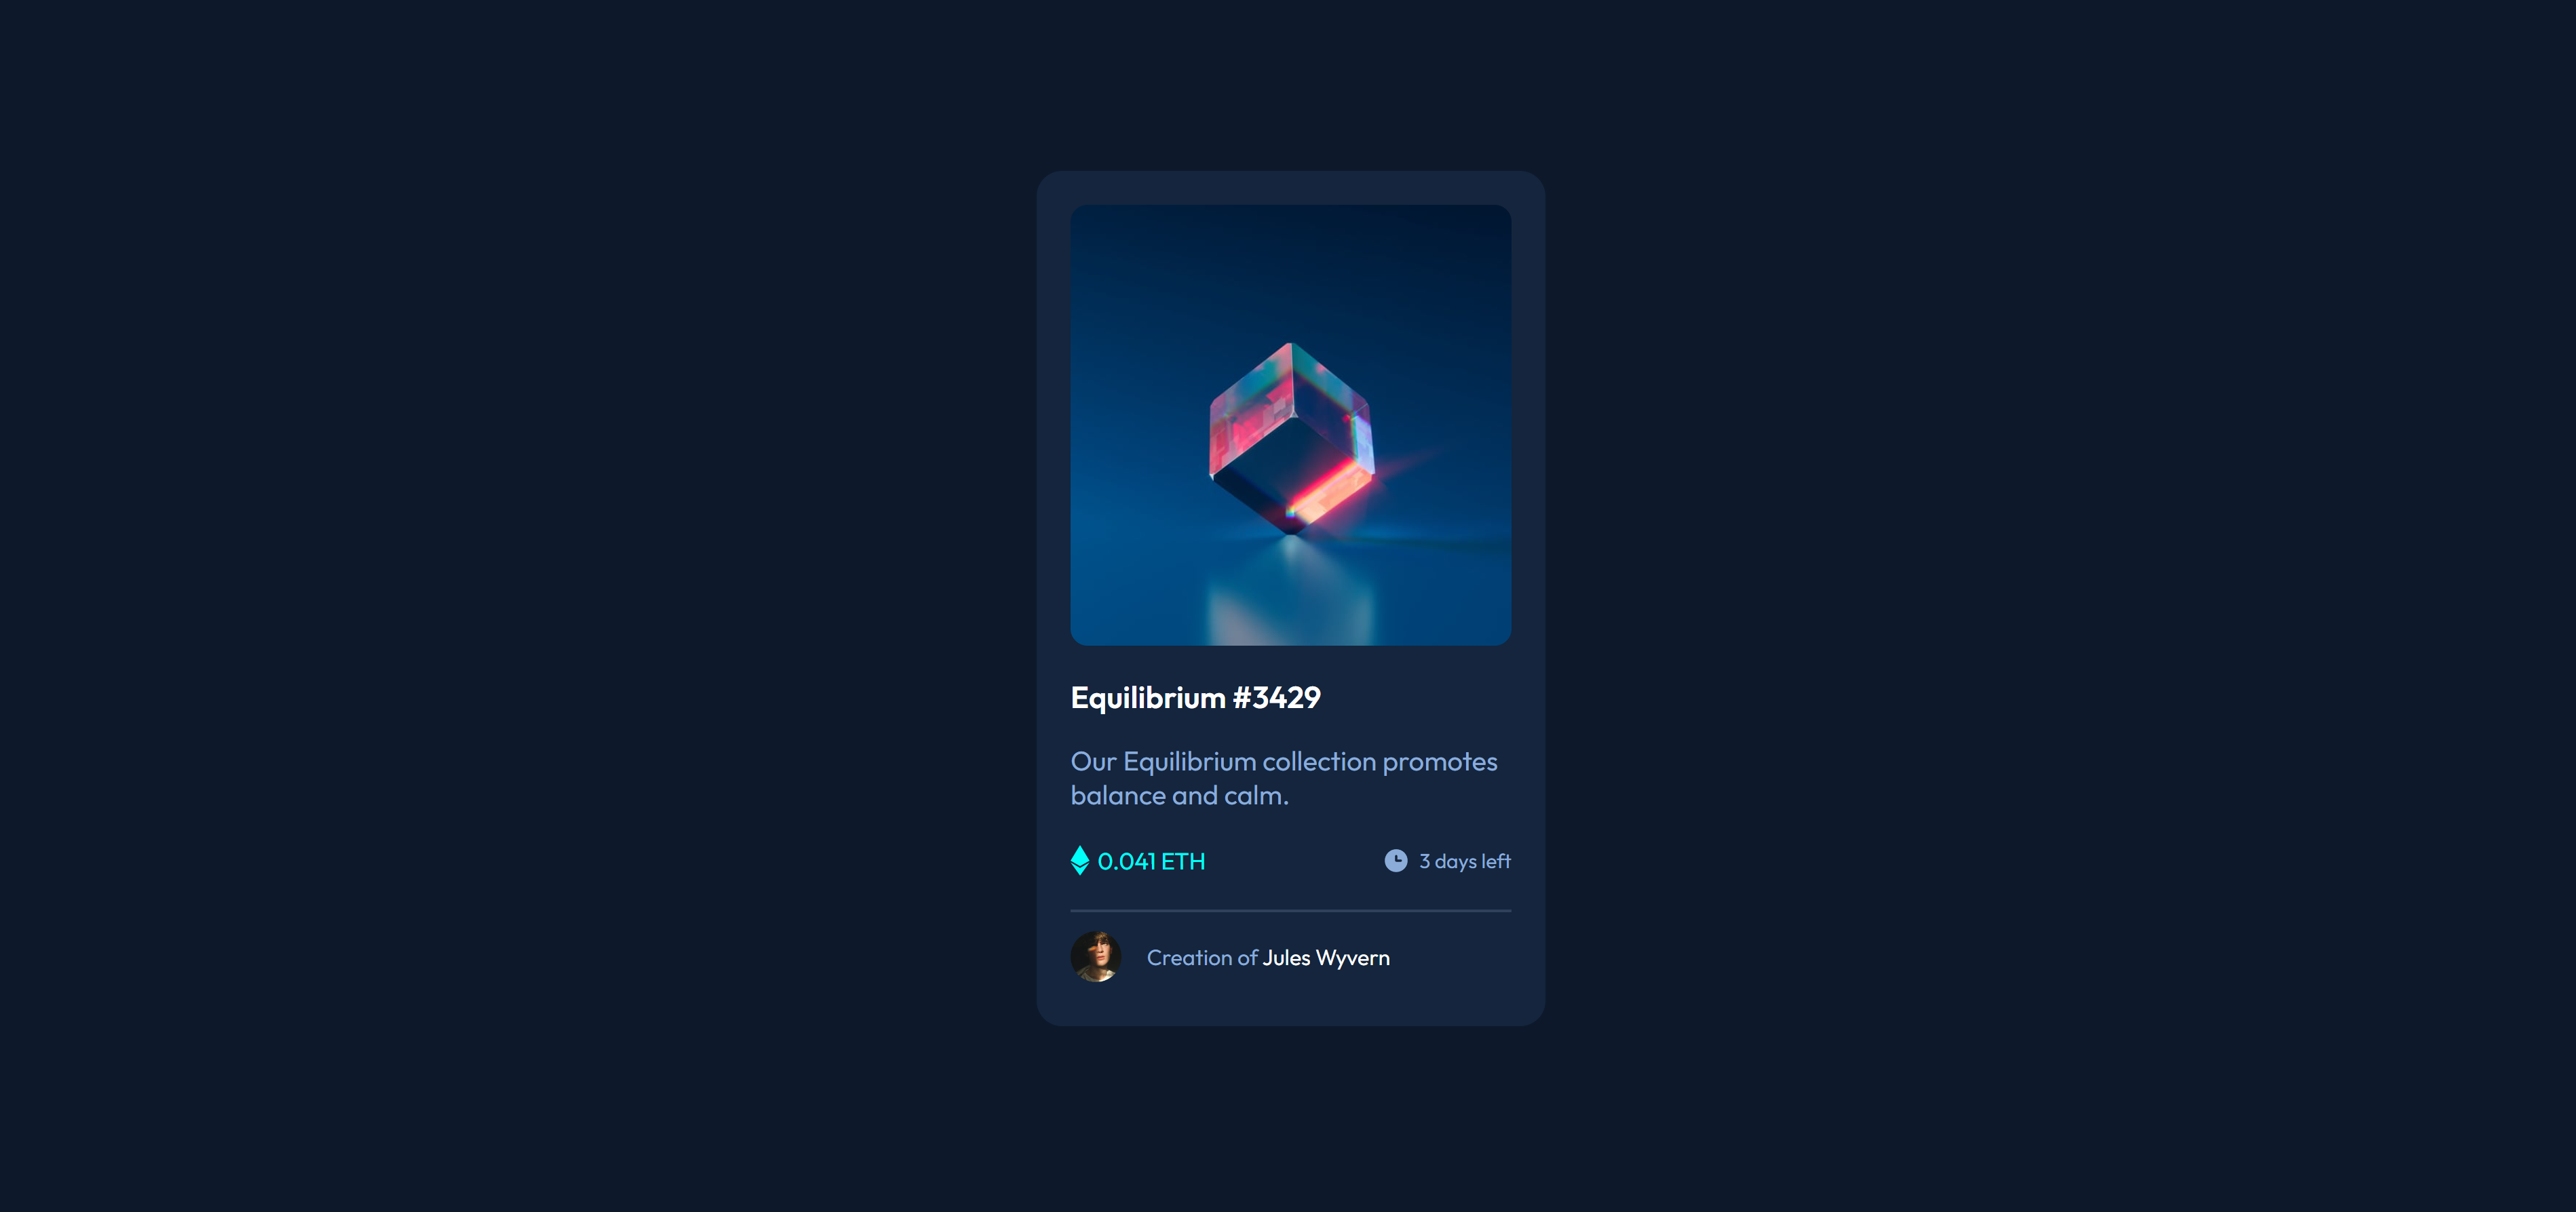 Equilibrium #3429
Our Equilibrium collection promotes
balance and calm.
0.041 ETH
3 days left
Creation of Jules Wyvern